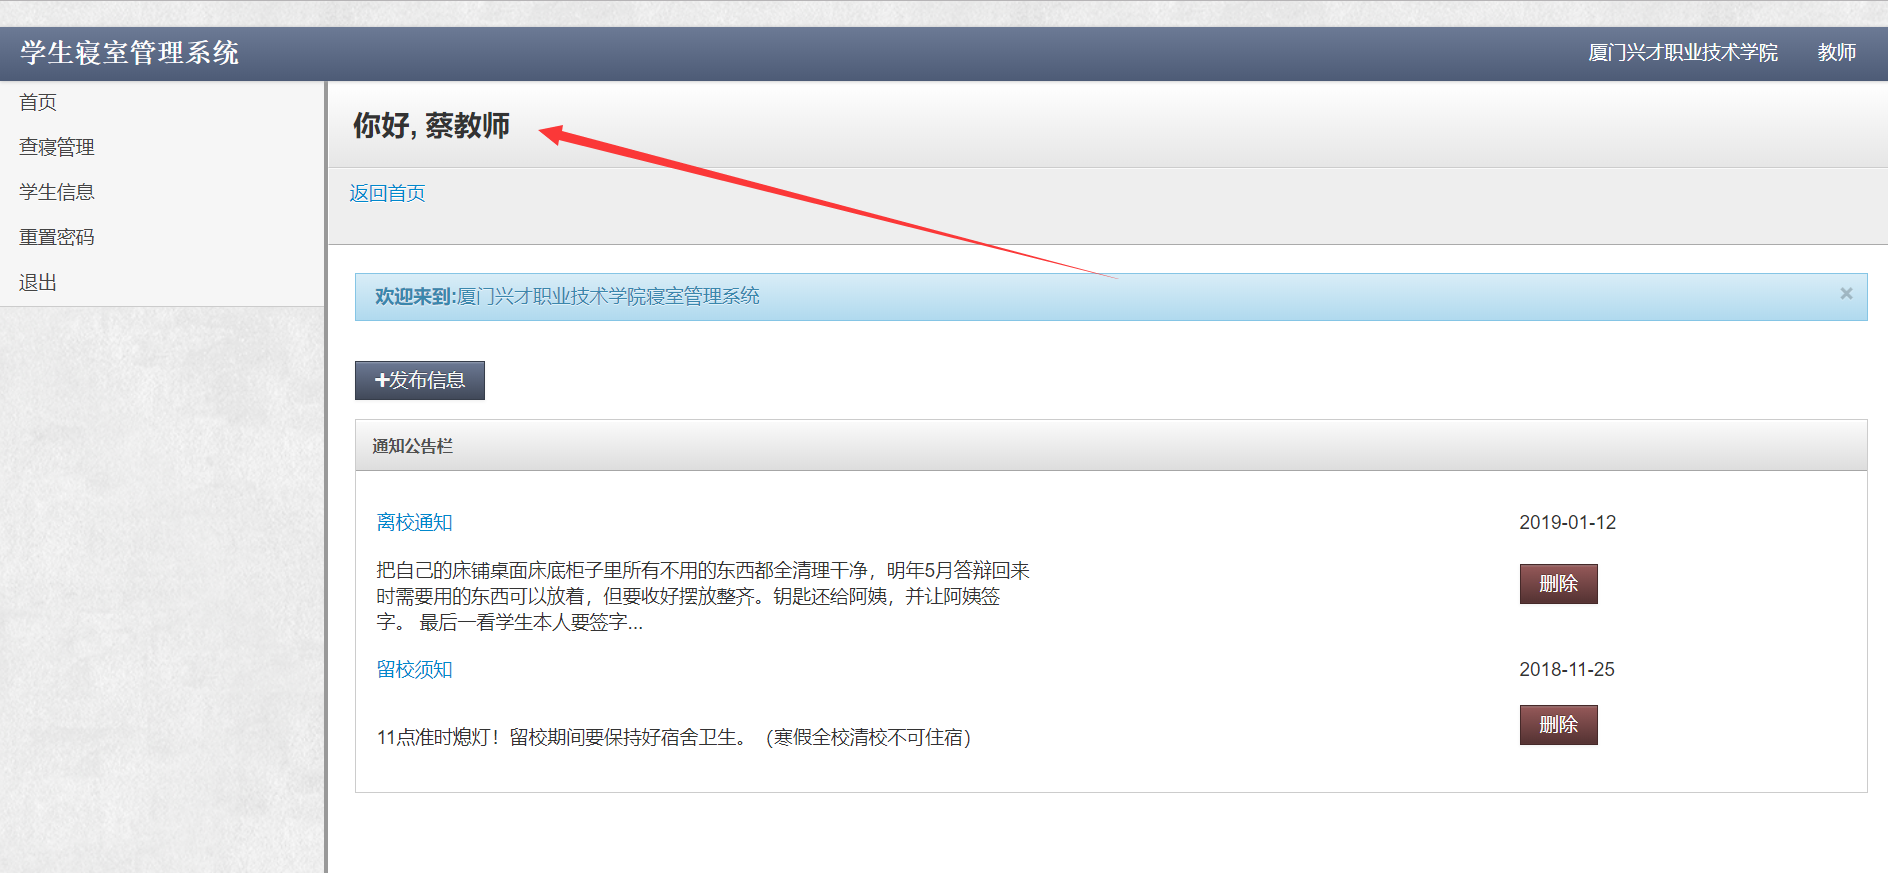 学生寝室管理系统
厦门兴才职业技术学院 教师
首页
查寝管理
学生信息
重置密码
退出
你好, 蔡教师
返回首页
欢迎来到:厦门兴才职业技术学院寝室管理系统 ×
+发布信息
通知公告栏
离校通知 2019-01-12
把自己的床铺桌面床底柜子里所有不用的东西都全清理干净，明年5月答辩回来
时需要用的东西可以放着，但要收好摆放整齐。钥匙还给阿姨，并让阿姨签
字。 最后一看学生本人要签字...
删除
留校须知 2018-11-25
11点准时熄灯！留校期间要保持好宿舍卫生。（寒假全校清校不可住宿）
删除